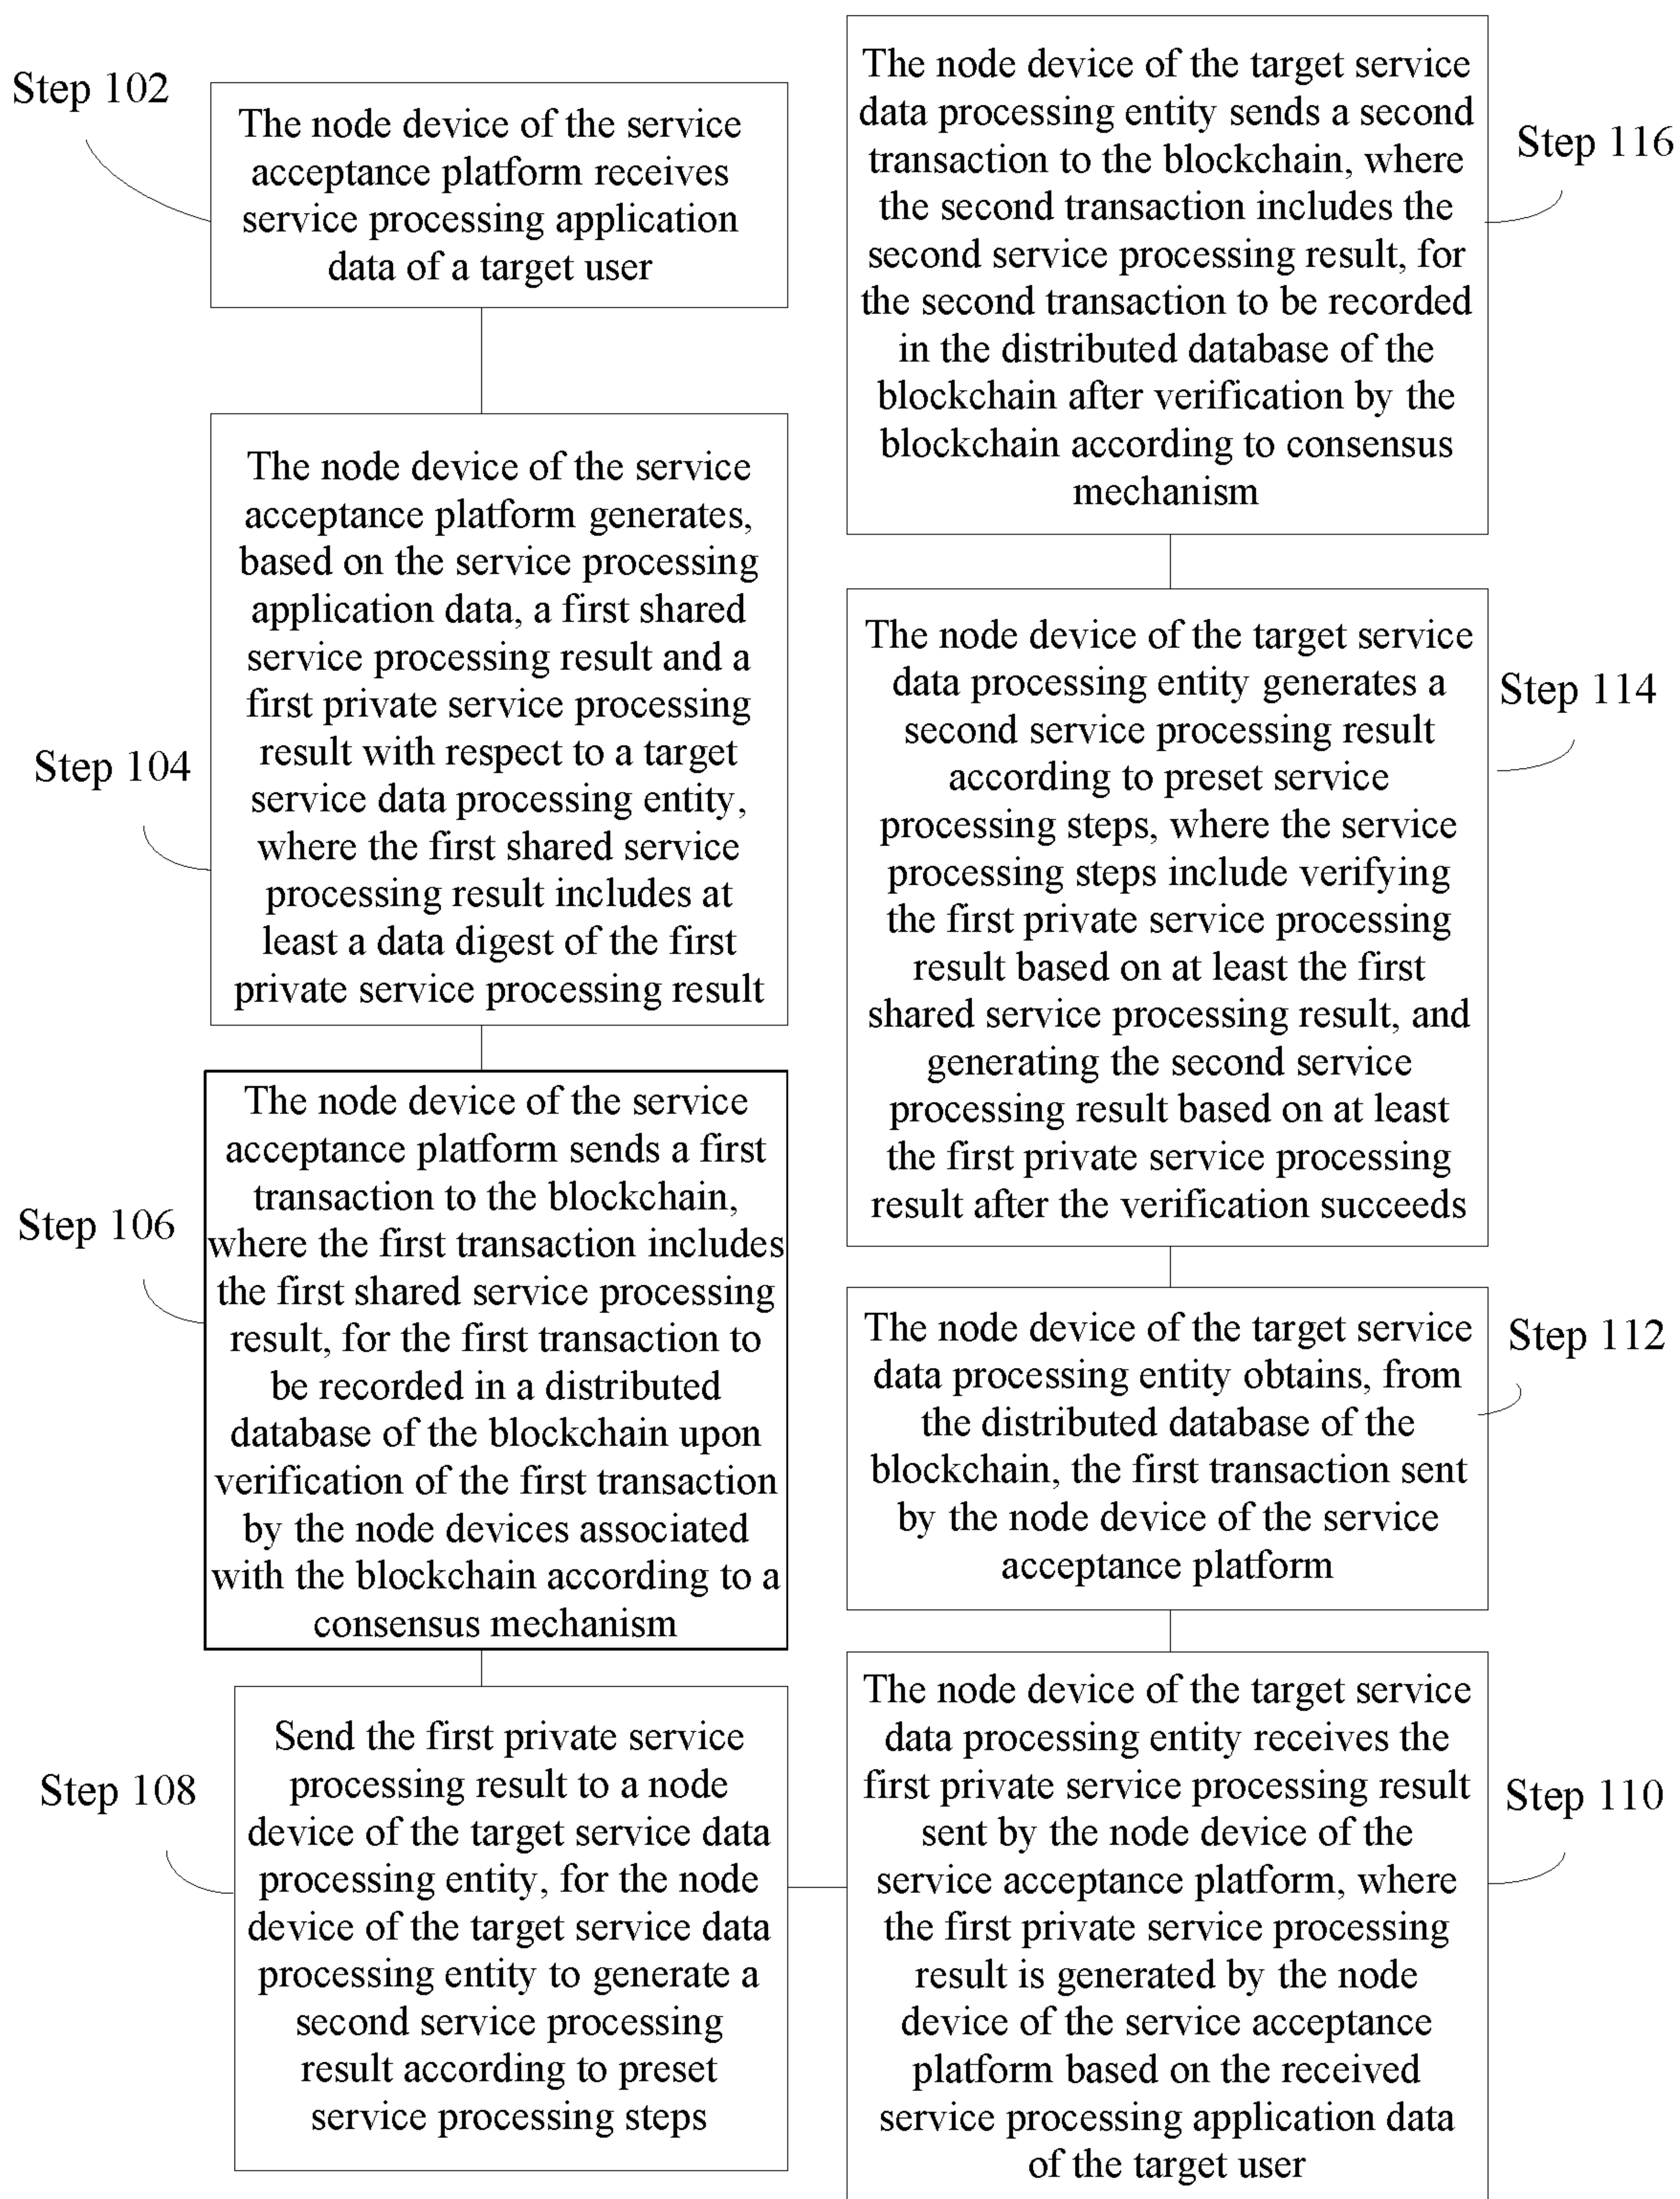 Step 102
The node device of the service
acceptance platform receives
service processing application
data of a target user
Step 104
The node device of the service
acceptance platform generates,
based on the service processing
application data, a first shared
service processing result and a
first private service processing
result with respect to a target
service data processing entity,
where the first shared service
processing result includes at
least a data digest of the first
private service processing result
Step 106
The node device of the service
acceptance platform sends a first
transaction to the blockchain,
where the first transaction includes
the first shared service processing
result, for the first transaction to
be recorded in a distributed
database of the blockchain upon
verification of the first transaction
by the node devices associated
with the blockchain according to a
consensus mechanism
Step 108
Send the first private service
processing result to a node
device of the target service data
processing entity, for the node
device of the target service data
processing entity to generate a
second service processing
result according to preset
service processing steps
Step 110
The node device of the target service
data processing entity receives the
first private service processing result
sent by the node device of the
service acceptance platform, where
the first private service processing
result is generated by the node
device of the service acceptance
platform based on the received
service processing application data
of the target user
Step 112
The node device of the target service
data processing entity obtains, from
the distributed database of the
blockchain, the first transaction sent
by the node device of the service
acceptance platform
Step 114
The node device of the target service
data processing entity generates a
second service processing result
according to preset service
processing steps, where the service
processing steps include verifying
the first private service processing
result based on at least the first
shared service processing result, and
generating the second service
processing result based on at least
the first private service processing
result after the verification succeeds
Step 116
The node device of the target service
data processing entity sends a second
transaction to the blockchain, where
the second transaction includes the
second service processing result, for
the second transaction to be recorded
in the distributed database of the
blockchain after verification by the
blockchain according to consensus
mechanism